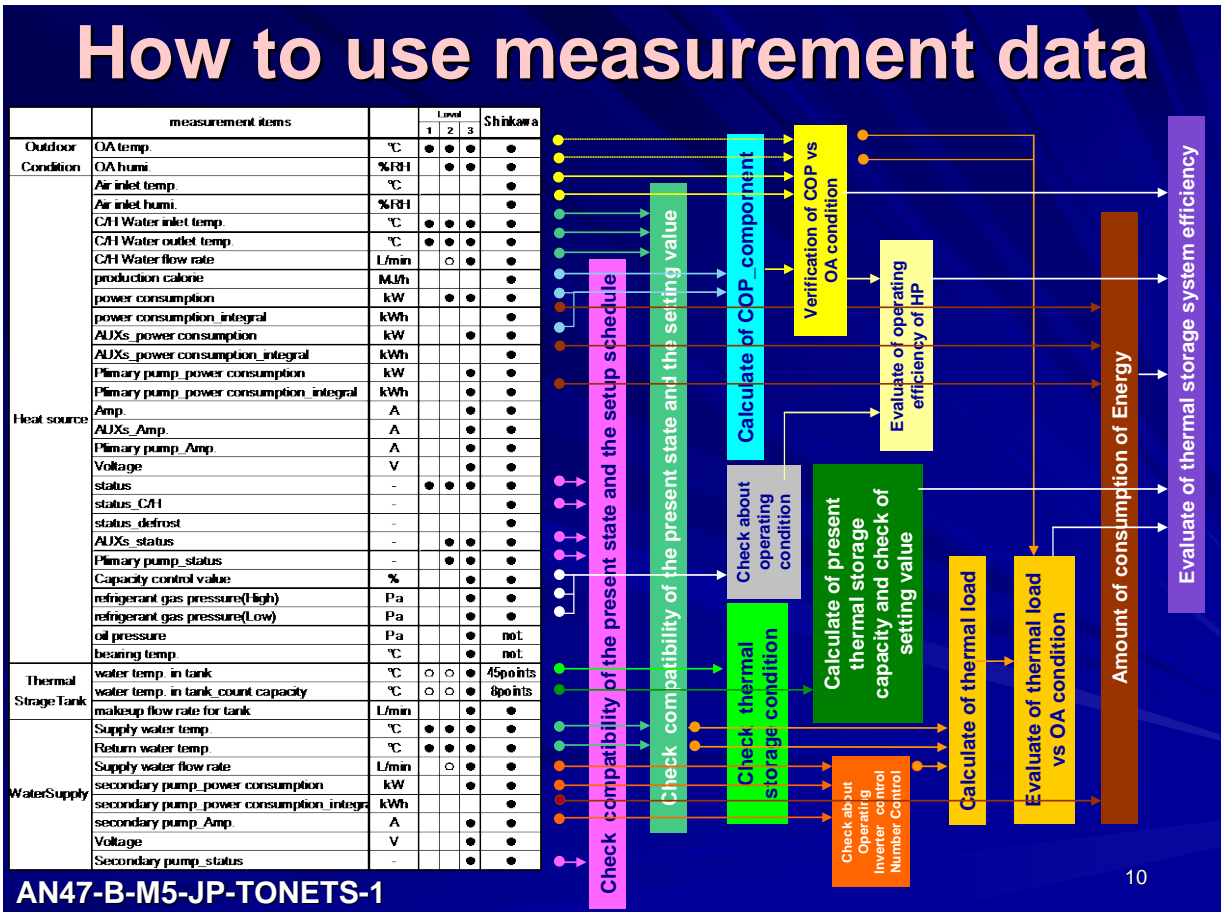 How to use measurement data
measurement items Level Shinkawa
1 2 3
Outdoor Condition OA temp. ℃ ● ● ● ●
OA humi. %RH ● ● ●
Heat source Air inlet temp. ℃ ●
Air inlet humi. %RH ●
C/H Water inlet temp. ℃ ● ● ● ●
C/H Water outlet temp. ℃ ● ● ● ●
C/H Water flow rate L/min ○ ● ●
production calorie MJ/h ●
power consumption kW ● ● ●
power consumption_integral kWh ●
AUXs_power consumption kW ● ●
AUXs_power consumption_integral kWh ●
Plimary pump_power consumption kW ● ●
Plimary pump_power consumption_integral kWh ● ●
Amp. A ● ●
AUXs_Amp. A ● ●
Plimary pump_Amp. A ● ●
Voltage V ● ●
status - ● ● ● ●
status_C/H - ●
status_defrost - ●
AUXs_status - ● ● ●
Plimary pump_status - ● ● ●
Capacity control value % ● ●
refrigerant gas pressure(High) Pa ● ●
refrigerant gas pressure(Low) Pa ● ●
oil pressure Pa ● not
bearing temp. ℃ ● not
Thermal Strage Tank water temp. in tank ℃ ○ ○ ● 45points
water temp. in tank_count capacity ℃ ○ ○ ● 8points
makeup flow rate for tank L/min ● ●
WaterSupply Supply water temp. ℃ ● ● ● ●
Return water temp. ℃ ● ● ● ●
Supply water flow rate L/min ○ ● ●
secondary pump_power consumption kW ● ●
secondary pump_power consumption_integra kWh ●
secondary pump_Amp. A ● ●
Voltage V ● ●
Secondary pump_status - ● ●
Check compatibility of the present state and the setup schedule
Check compatibility of the present state and the setting value
Calculate of COP_compornent
Verification of COP vs
OA condition
Evaluate of operating
efficiency of HP
Check about
operating
condition
Check thermal
storage condition
Calculate of present
thermal storage
capacity and check of
setting value
Check about
Operating
Inverter control
Number Control
Calculate of thermal load
Evaluate of thermal load
vs OA condition
Amount of consumption of Energy
Evaluate of thermal storage system efficiency
AN47-B-M5-JP-TONETS-1
10